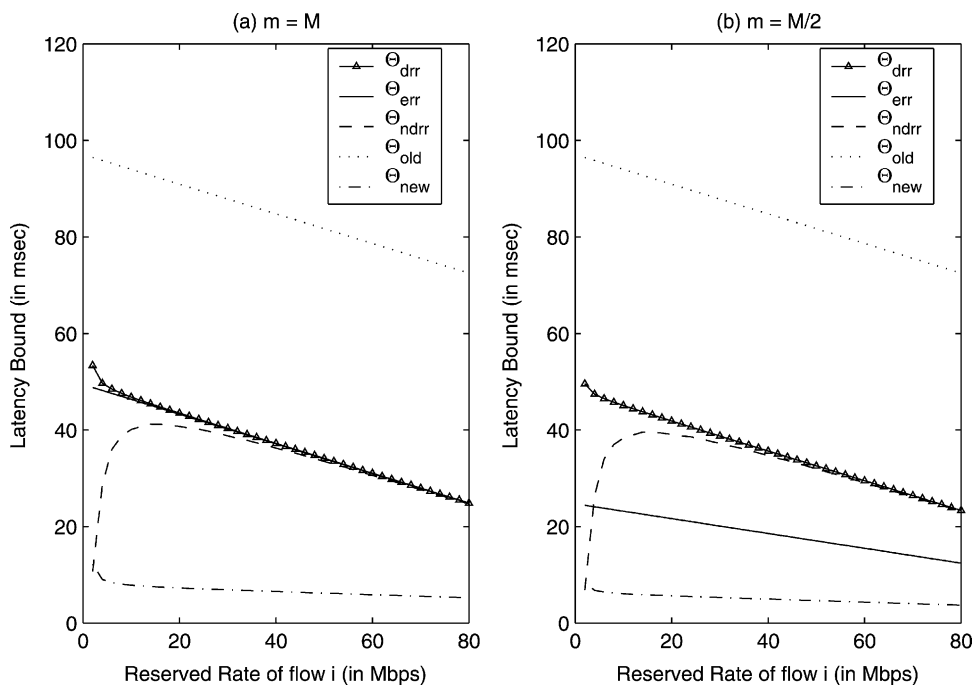 (a) m = M
120
100
80
60
40
20
0
0 20 40 60 80
Latency Bound (in msec)
Reserved Rate of flow i (in Mbps)
Θdrr
Θerr
Θndrr
Θold
Θnew
(b) m = M/2
120
100
80
60
40
20
0
0 20 40 60 80
Latency Bound (in msec)
Reserved Rate of flow i (in Mbps)
Θdrr
Θerr
Θndrr
Θold
Θnew